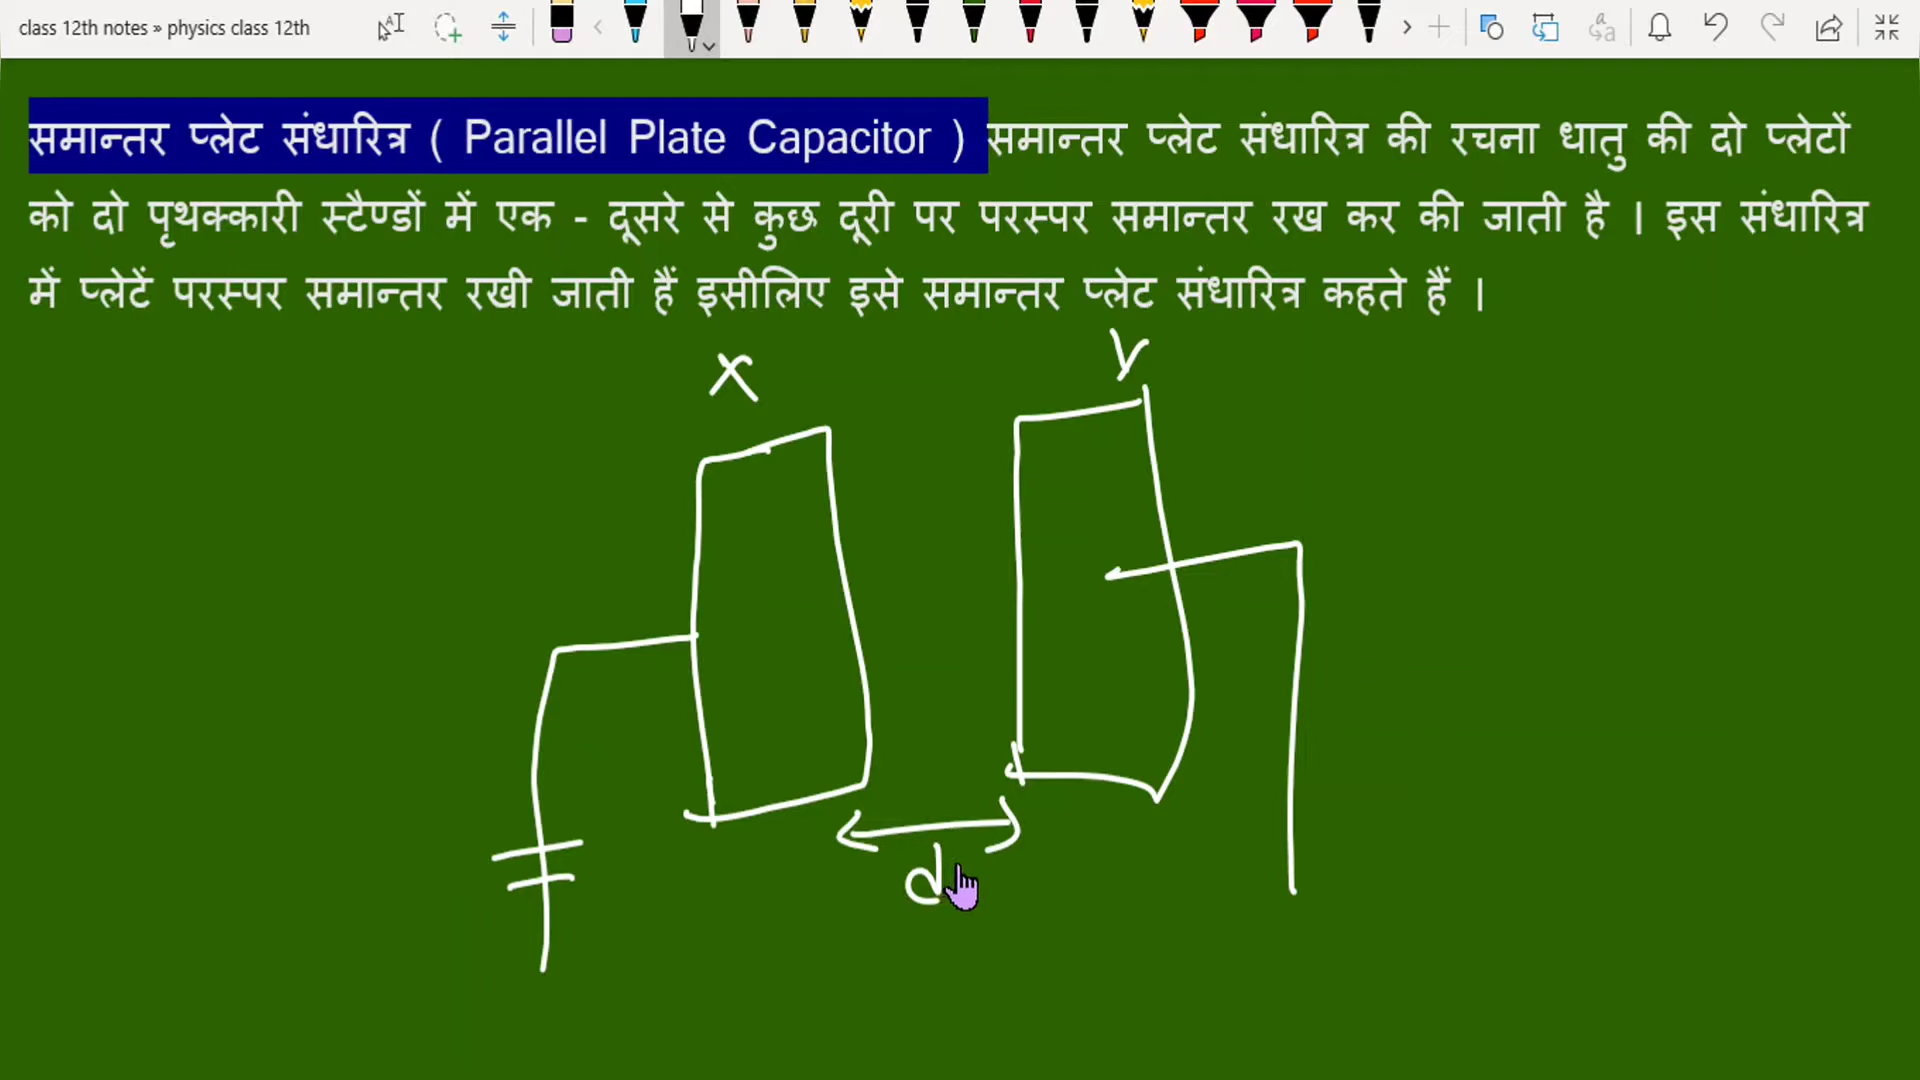 class 12th notes » physics class 12th
समान्तर प्लेट संधारित्र ( Parallel Plate Capacitor ) समान्तर प्लेट संधारित्र की रचना धातु की दो प्लेटों
को दो पृथक्कारी स्टैण्डों में एक - दूसरे से कुछ दूरी पर परस्पर समान्तर रख कर की जाती है । इस संधारित्र
में प्लेटें परस्पर समान्तर रखी जाती हैं इसीलिए इसे समान्तर प्लेट संधारित्र कहते हैं ।
X Y
d